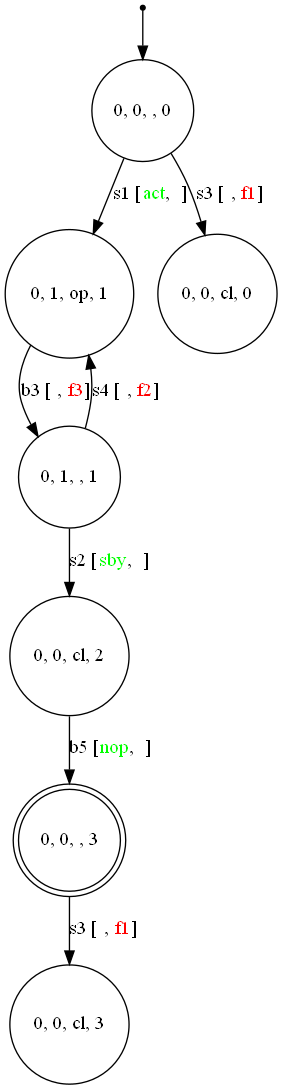 0, 0, , 0
s1 [act,  ] s3 [ , f1]
0, 1, op, 1
0, 0, cl, 0
b3 [ , f3] s4 [ , f2]
0, 1, , 1
s2 [sby,  ]
0, 0, cl, 2
b5 [nop,  ]
0, 0, , 3
s3 [ , f1]
0, 0, cl, 3